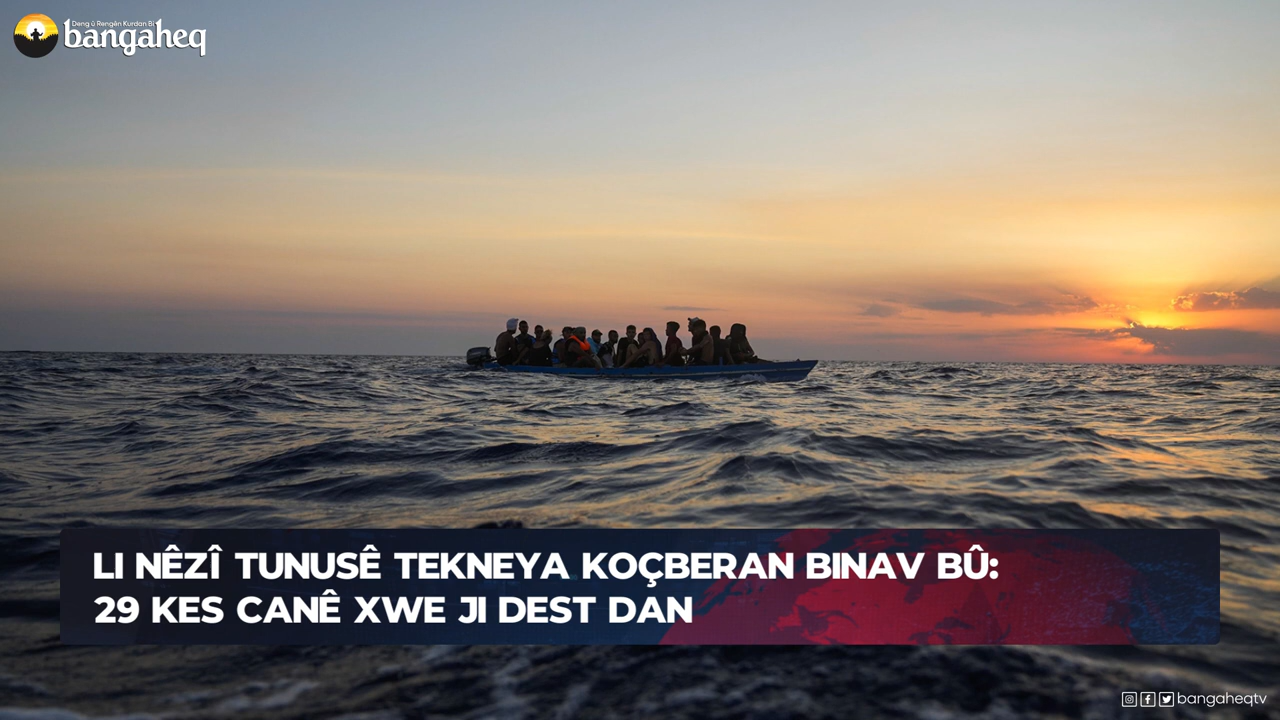 Deng û Rengên Kurdan Bi
bangaheq
LI NÊZÎ TUNUSÊ TEKNEYA KOÇBERAN BINAV BÛ:
29 KES CANÊ XWE JI DEST DAN
bangaheqtv